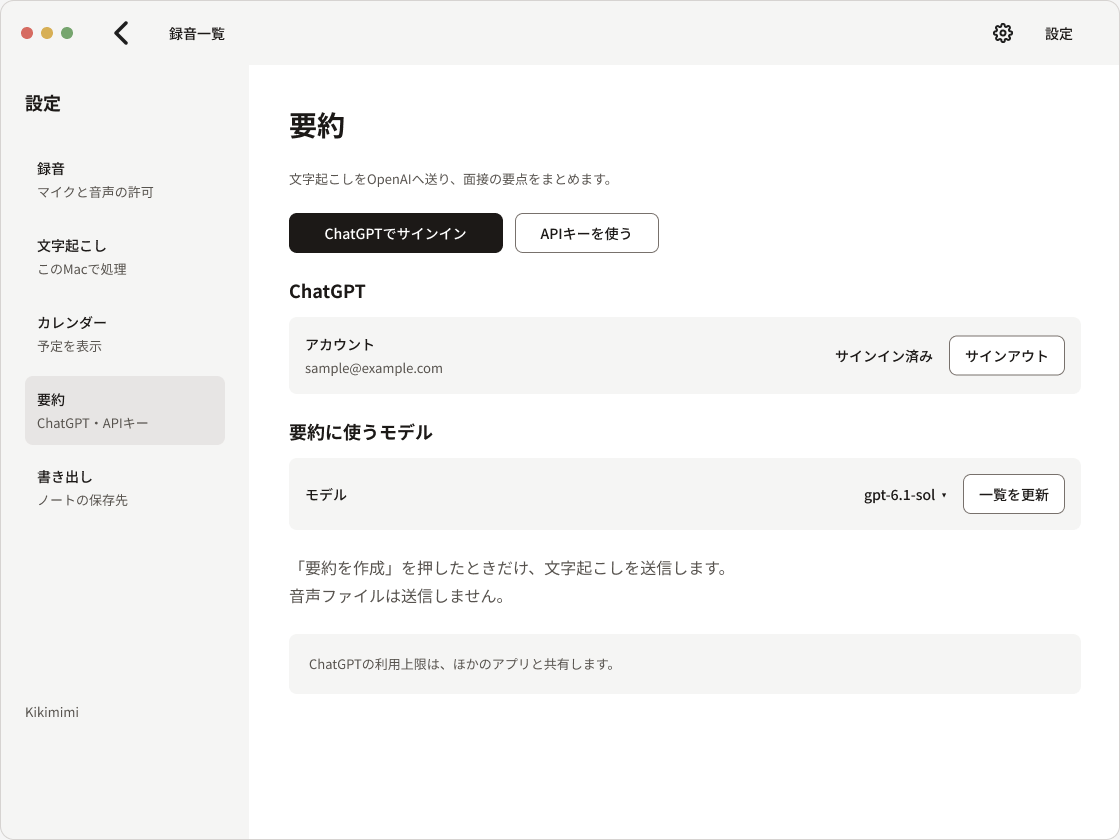 録音一覧
設定
設定
録音
マイクと音声の許可
文字起こし
このMacで処理
カレンダー
予定を表示
要約
ChatGPT・APIキー
書き出し
ノートの保存先
Kikimimi
要約
文字起こしをOpenAIへ送り、面接の要点をまとめます。
ChatGPTでサインイン
APIキーを使う
ChatGPT
アカウント
sample@example.com
サインイン済み
サインアウト
要約に使うモデル
モデル
gpt-6.1-sol
一覧を更新
「要約を作成」を押したときだけ、文字起こしを送信します。
音声ファイルは送信しません。
ChatGPTの利用上限は、ほかのアプリと共有します。